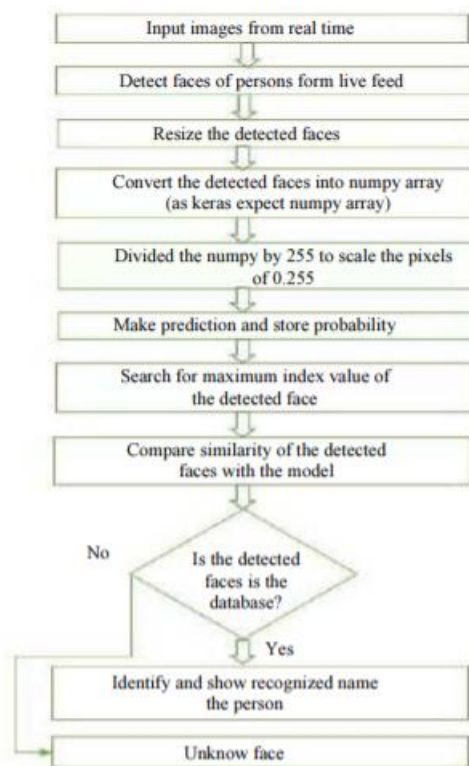 Input images from real time
Detect faces of persons form live feed
Resize the detected faces
Convert the detected faces into numpy array
(as keras expect numpy array)
Divided the numpy by 255 to scale the pixels
of 0.255
Make prediction and store probability
Search for maximum index value of
the detected face
Compare similarity of the detected
faces with the model
No
Is the detected
faces is the
database?
Yes
Identify and show recognized name
the person
Unknow face